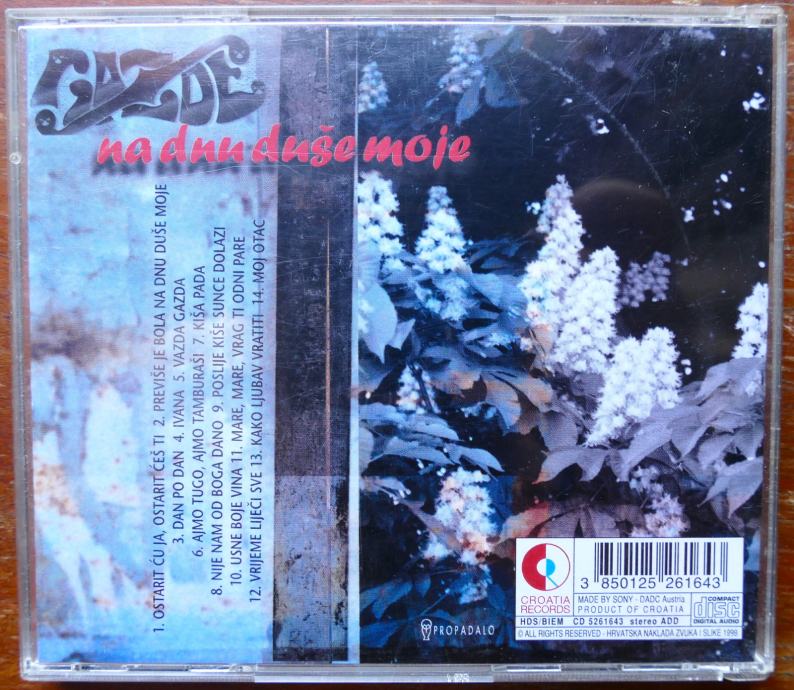 GAZDE
na dnu duše moje
1. OSTARIT ĆU JA, OSTARIT ĆEŠ TI 2. PREVIŠE JE BOLA NA DNU DUŠE MOJE
3. DAN PO DAN 4. IVANA 5. VAZDA GAZDA
6. AJMO TUGO, AJMO TAMBURAŠI 7. KIŠA PADA
8. NIJE NAM OD BOGA DANO 9. POSLIJE KIŠE SUNCE DOLAZI
10. USNE BOJE VINA 11. MARE, MARE, VRAG TI ODNI PARE
12. VRIJEME LIJEČI SVE 13. KAKO LJUBAV VRATITI 14. MOJ OTAC
PROPADALO
CROATIA
RECORDS
3 850125 261643
MADE BY SONY - DADC Austria
PRODUCT OF CROATIA
COMPACT
disc
DIGITAL AUDIO
HDS/BIEM CD 5261643 stereo ADD
© ALL RIGHTS RESERVED - HRVATSKA NAKLADA ZVUKA I SLIKE 1998